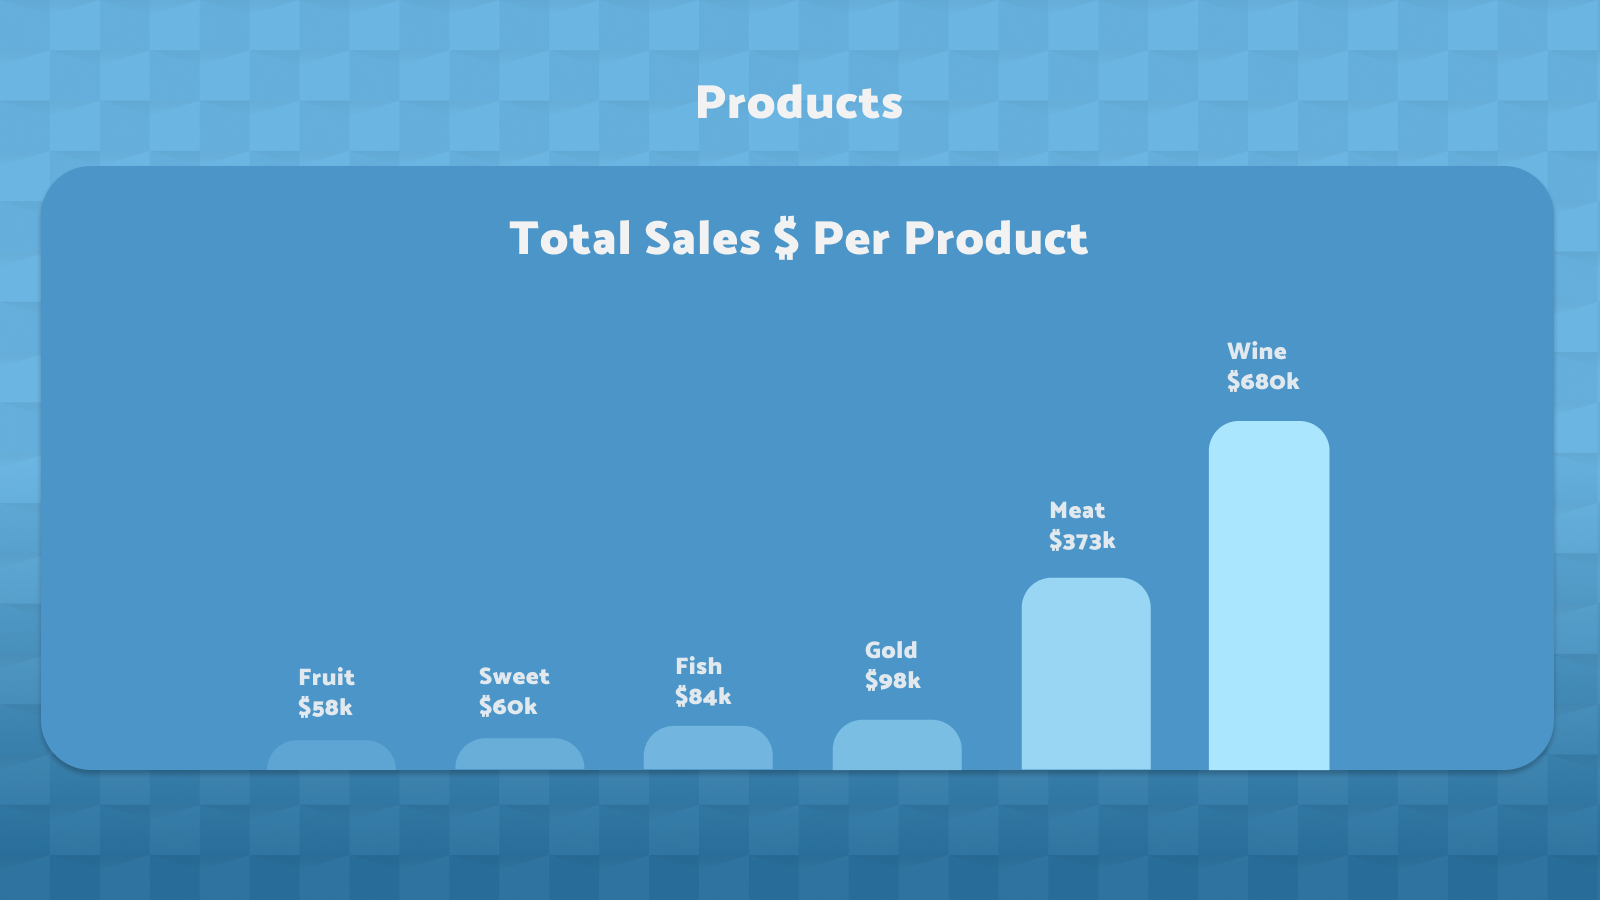 Products
Total Sales $ Per Product
Fruit
$58k
Sweet
$60k
Fish
$84k
Gold
$98k
Meat
$373k
Wine
$680k